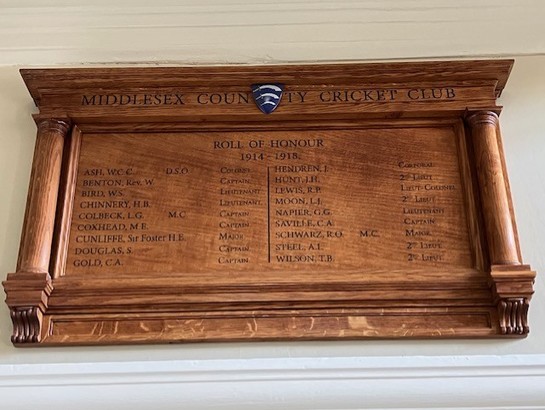 MIDDLESEX COUNTY CRICKET CLUB
ROLL OF HONOUR
1914 - 1918.
ASH, W.C.C. D.S.O. COLONEL
BENTON, Rev. W. CAPTAIN
BIRD, W.S. LIEUTENANT
CHINNERY, H.B. LIEUTENANT
COLBECK, L.G. M.C. CAPTAIN
COXHEAD, M.E. CAPTAIN
CUNLIFFE, Sir Foster H.E. MAJOR
DOUGLAS, S. CAPTAIN
GOLD, C.A. CAPTAIN
HENDREN, J. CORPORAL
HUNT, J.H. 2ND LIEUT
LEWIS, R.P. LIEUT-COLONEL
MOON, L.J. 2ND LIEUT
NAPIER, G.G. LIEUTENANT
SAVILE, C.A. CAPTAIN
SCHWARZ, R.O. M.C. MAJOR
STEEL, A.I. 2ND LIEUT
WILSON, T.B. 2ND LIEUT